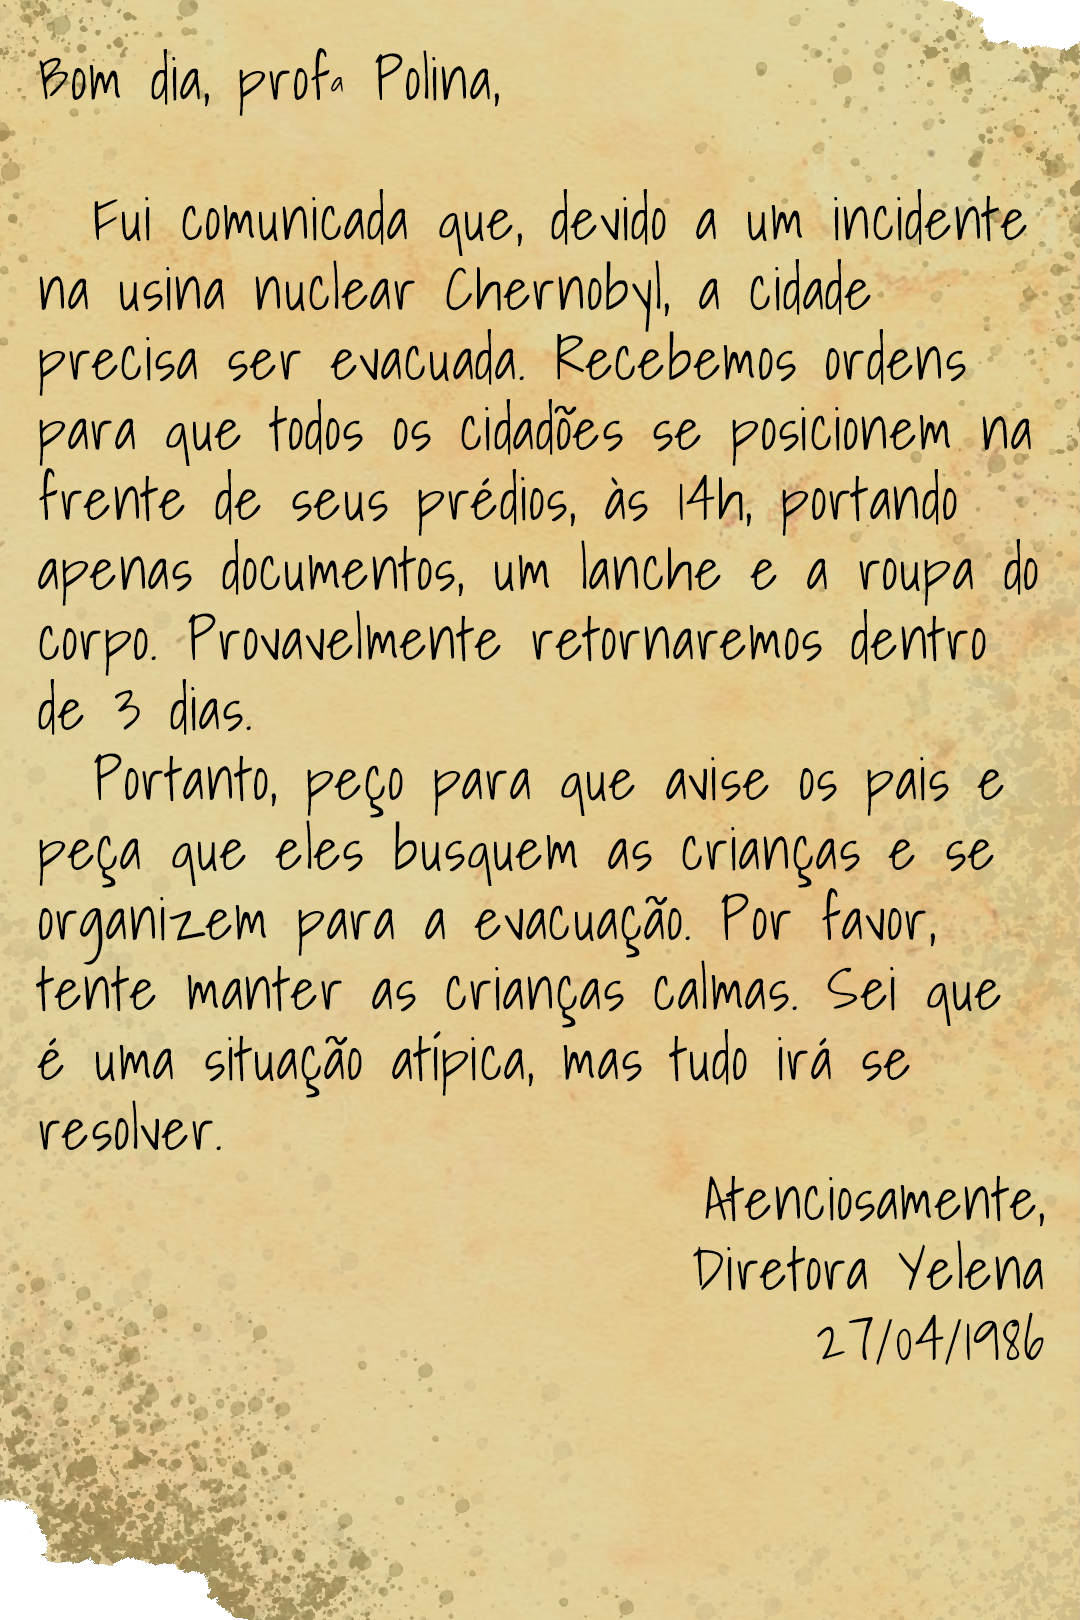 Bom dia, profa Polina,
Fui comunicada que, devido a um incidente
na usina nuclear Chernobyl, a cidade
precisa ser evacuada. Recebemos ordens
para que todos os cidadões se posicionem na
frente de seus prédios, às 14h, portando
apenas documentos, um lanche e a roupa do
corpo. Provavelmente retornaremos dentro
de 3 dias.
Portanto, peço para que avise os pais e
peça que eles busquem as crianças e se
organizem para a evacuação. Por favor,
tente manter as crianças calmas. Sei que
é uma situação atípica, mas tudo irá se
resolver.
Atenciosamente,
Diretora Yelena
27/04/1986